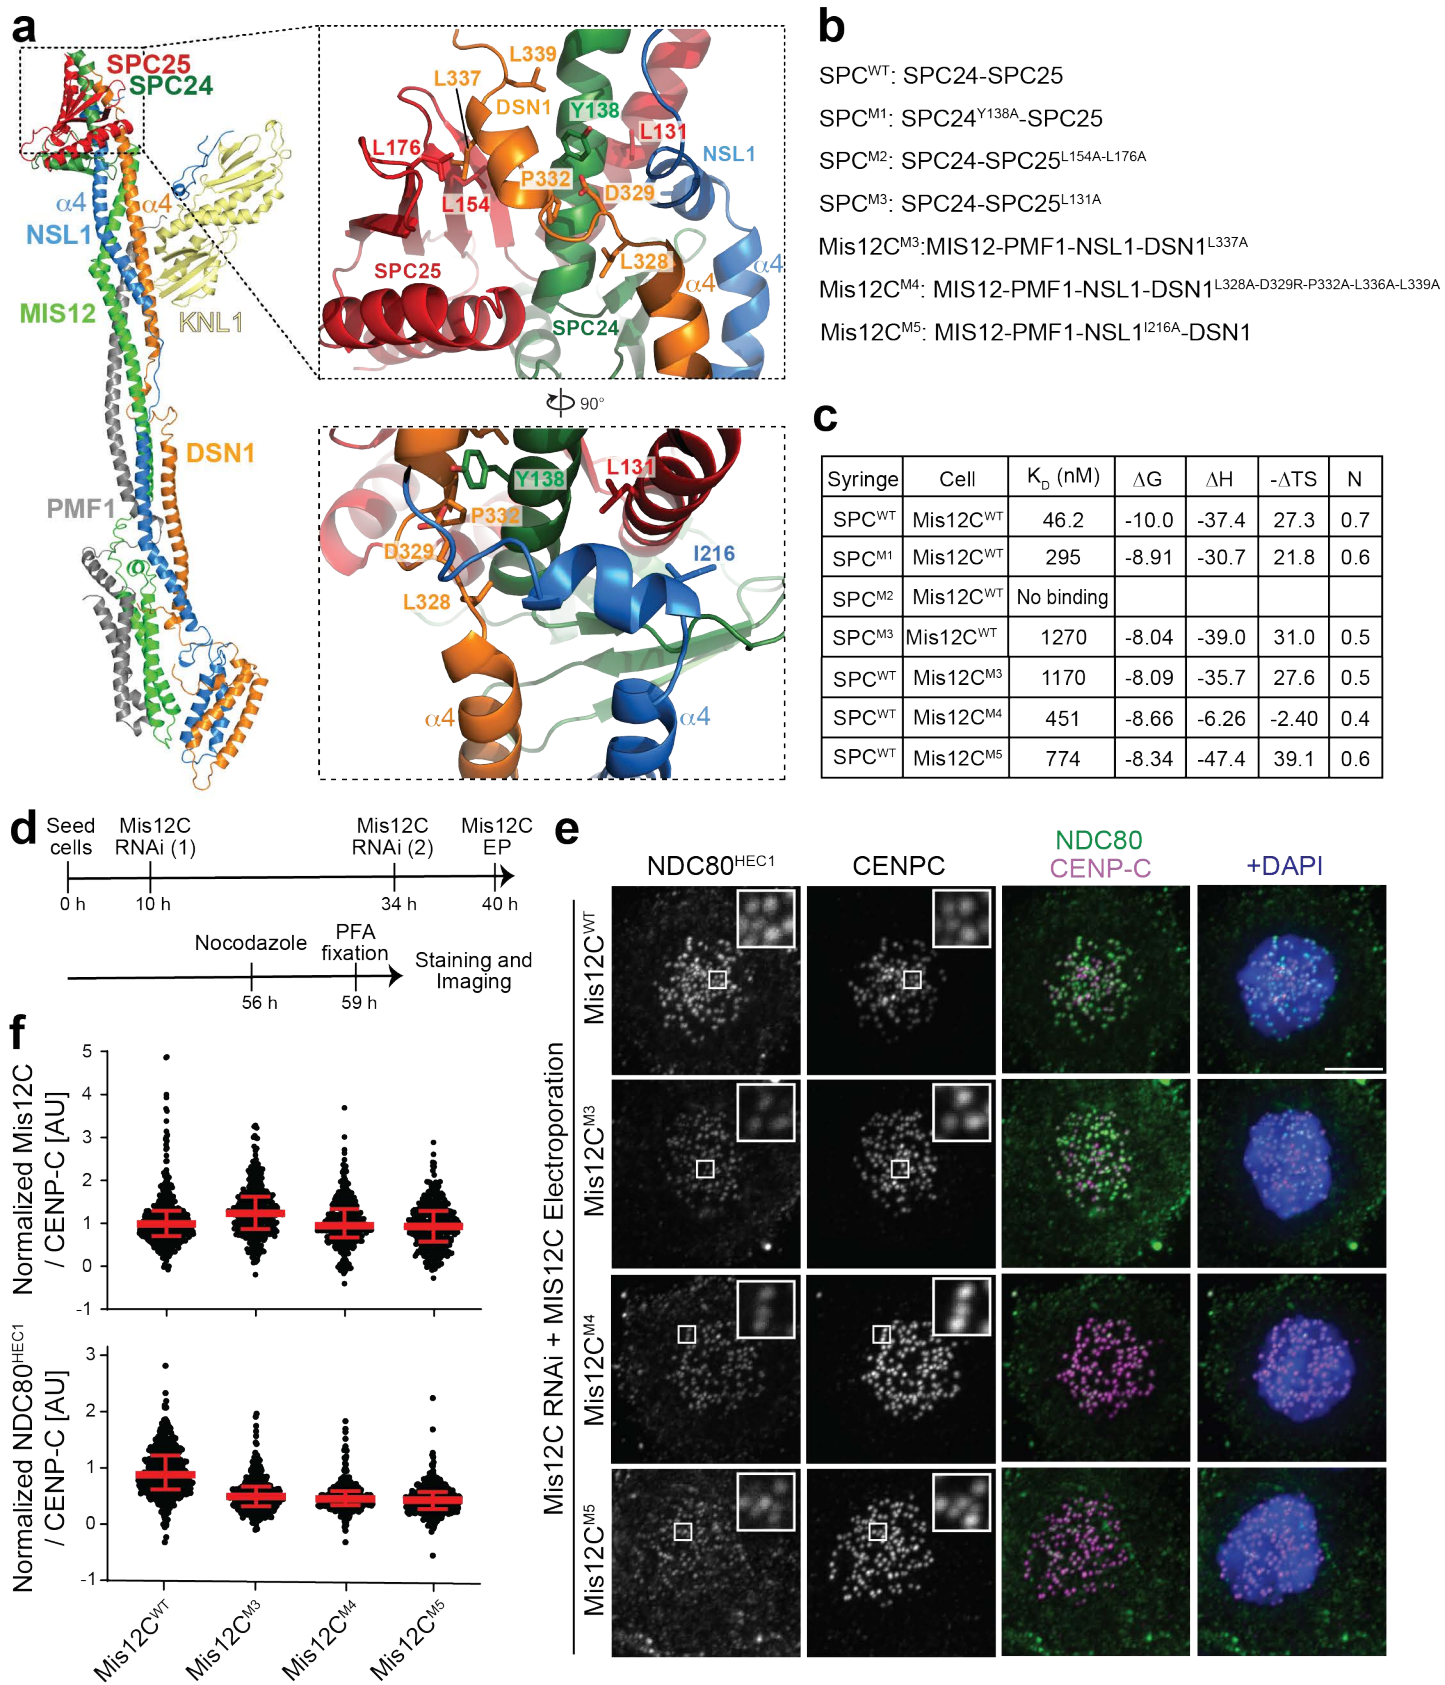 a
SPC25
SPC24
α4
α4
NSL1
MIS12
KNL1
DSN1
PMF1
L339
L337
DSN1
Y138
L131
L176
NSL1
P332
D329
L154
L328
SPC25
α4
α4
SPC24
90°
L131
Y138
P332
D329
I216
L328
α4
α4
b
SPC^WT: SPC24-SPC25
SPC^M1: SPC24^Y138A-SPC25
SPC^M2: SPC24-SPC25^L154A-L176A
SPC^M3: SPC24-SPC25^L131A
Mis12C^M3:MIS12-PMF1-NSL1-DSN1^L337A
Mis12C^M4: MIS12-PMF1-NSL1-DSN1^L328A-D329R-P332A-L336A-L339A
Mis12C^M5: MIS12-PMF1-NSL1^I216A-DSN1
c
Syringe Cell K_D (nM) ΔG ΔH -ΔTS N
SPC^WT Mis12C^WT 46.2 -10.0 -37.4 27.3 0.7
SPC^M1 Mis12C^WT 295 -8.91 -30.7 21.8 0.6
SPC^M2 Mis12C^WT No binding
SPC^M3 Mis12C^WT 1270 -8.04 -39.0 31.0 0.5
SPC^WT Mis12C^M3 1170 -8.09 -35.7 27.6 0.5
SPC^WT Mis12C^M4 451 -8.66 -6.26 -2.40 0.4
SPC^WT Mis12C^M5 774 -8.34 -47.4 39.1 0.6
d
Seed cells
Mis12C RNAi (1)
Mis12C RNAi (2)
Mis12C EP
0 h 10 h 34 h 40 h
Nocodazole
PFA fixation
Staining and Imaging
56 h 59 h
e
NDC80^HEC1
CENPC
NDC80
CENP-C
+DAPI
Mis12C RNAi + MIS12C Electroporation
Mis12C^WT
Mis12C^M3
Mis12C^M4
Mis12C^M5
f
Normalized Mis12C / CENP-C [AU]
5
4
3
2
1
0
-1
Normalized NDC80^HEC1 / CENP-C [AU]
3
2
1
0
-1
Mis12C^WT
Mis12C^M3
Mis12C^M4
Mis12C^M5